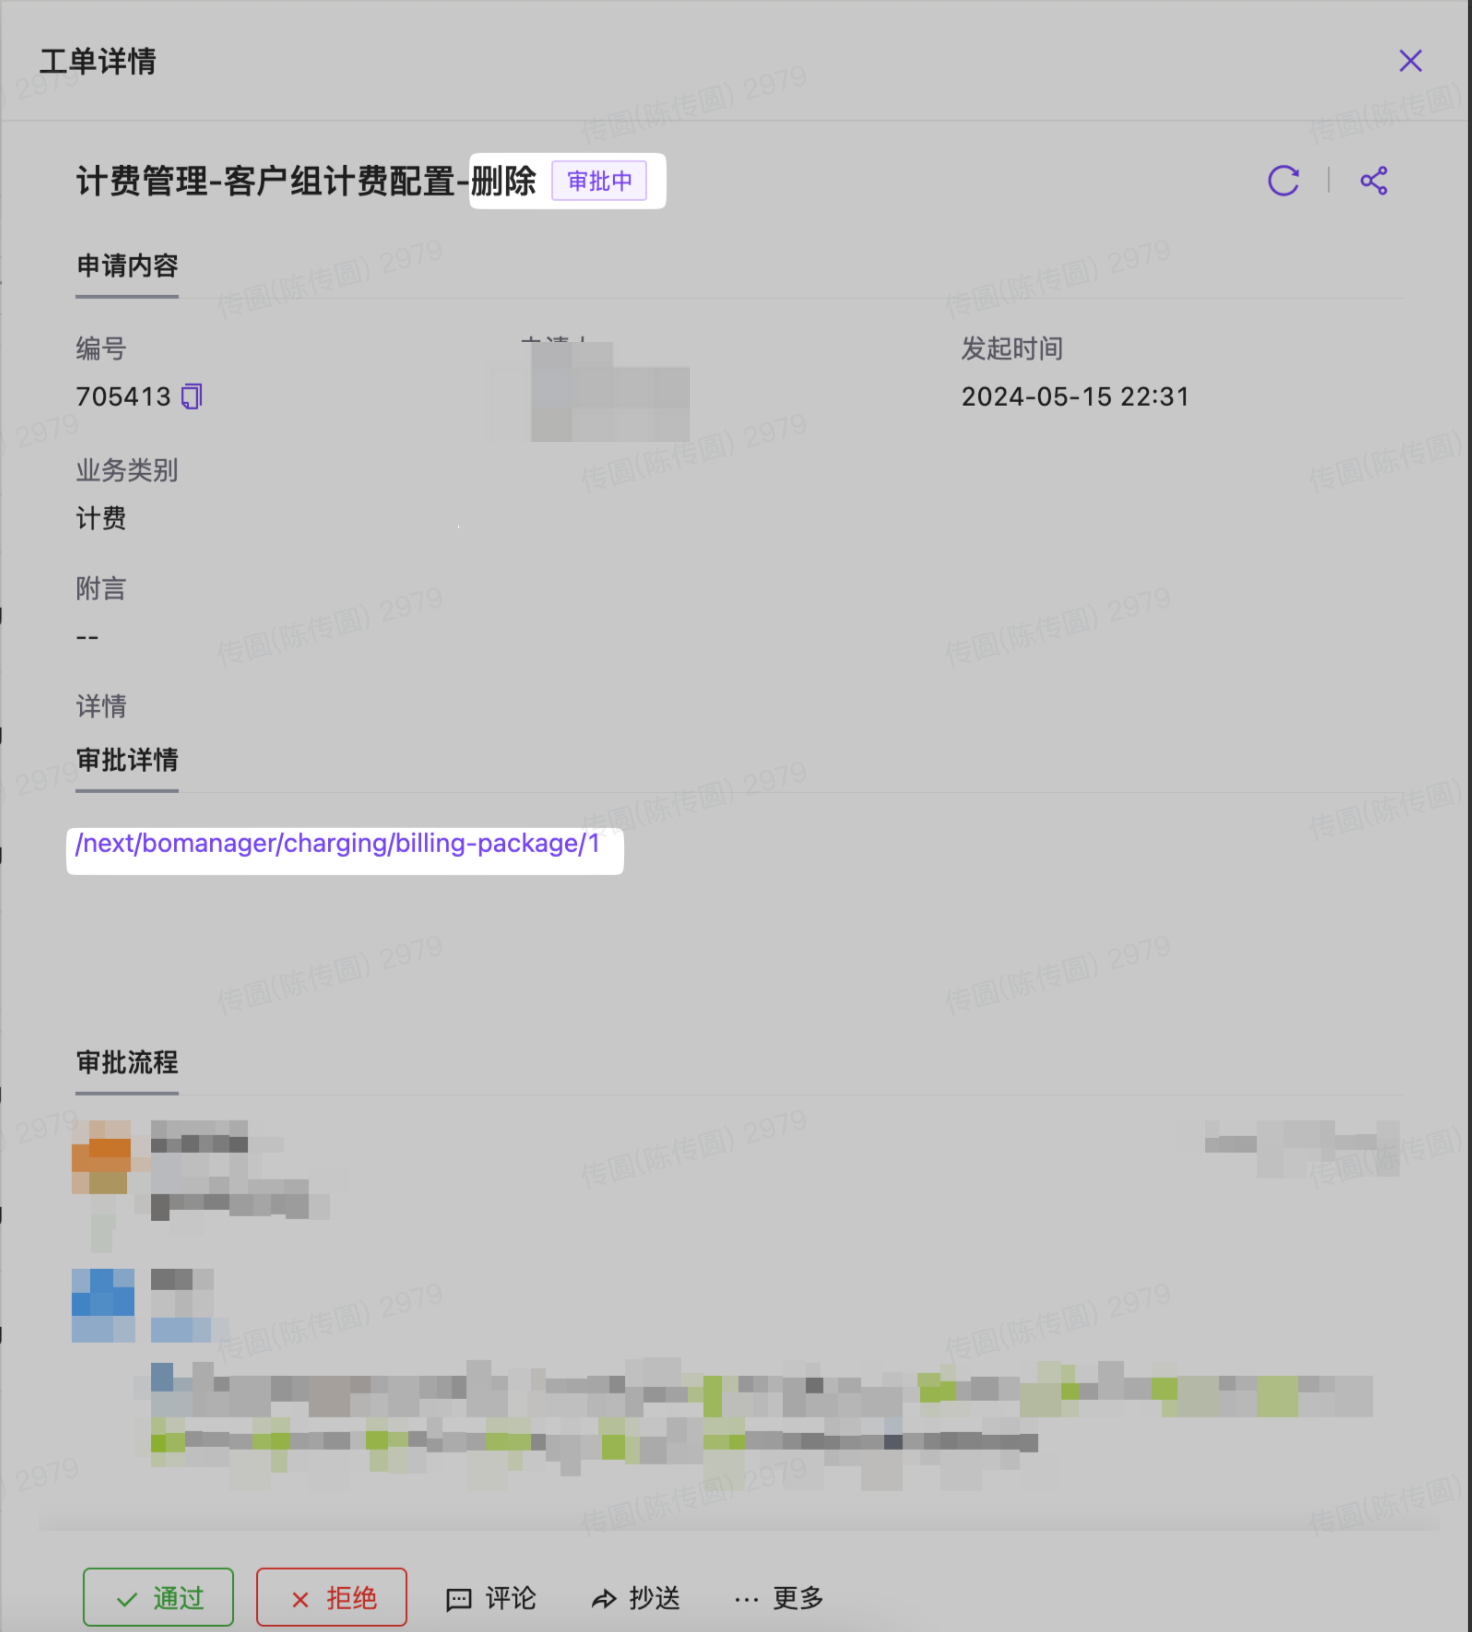 工单详情
计费管理-客户组计费配置-删除 审批中
申请内容
编号
发起时间
705413
2024-05-15 22:31
业务类别
计费
附言
--
详情
审批详情
/next/bomanager/charging/billing-package/1
审批流程
通过 拒绝 评论 抄送 更多
传圆(陈传圆) 2979